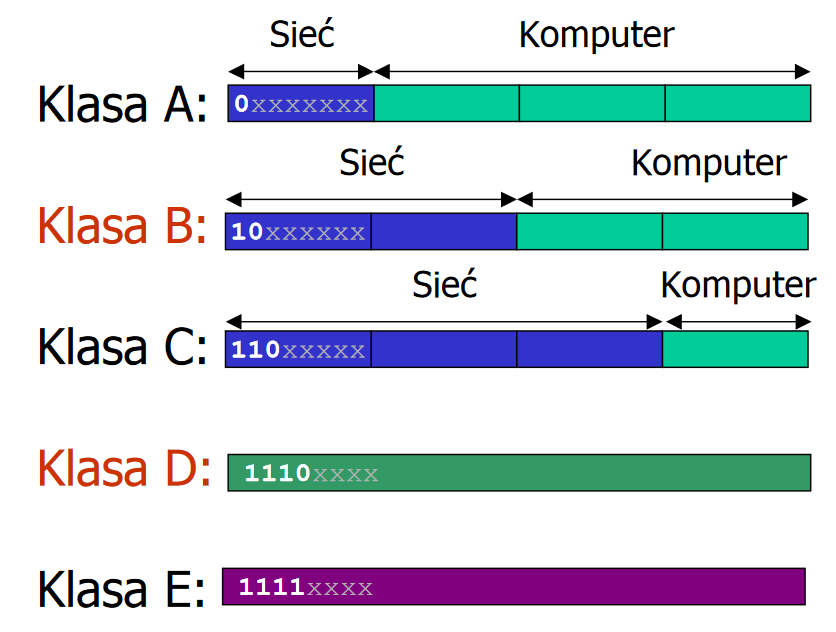 Sieć Komputer
Klasa A: 0xxxxxxx
Sieć Komputer
Klasa B: 10xxxxxx
Sieć Komputer
Klasa C: 110xxxxx
Klasa D: 1110xxxx
Klasa E: 1111xxxx